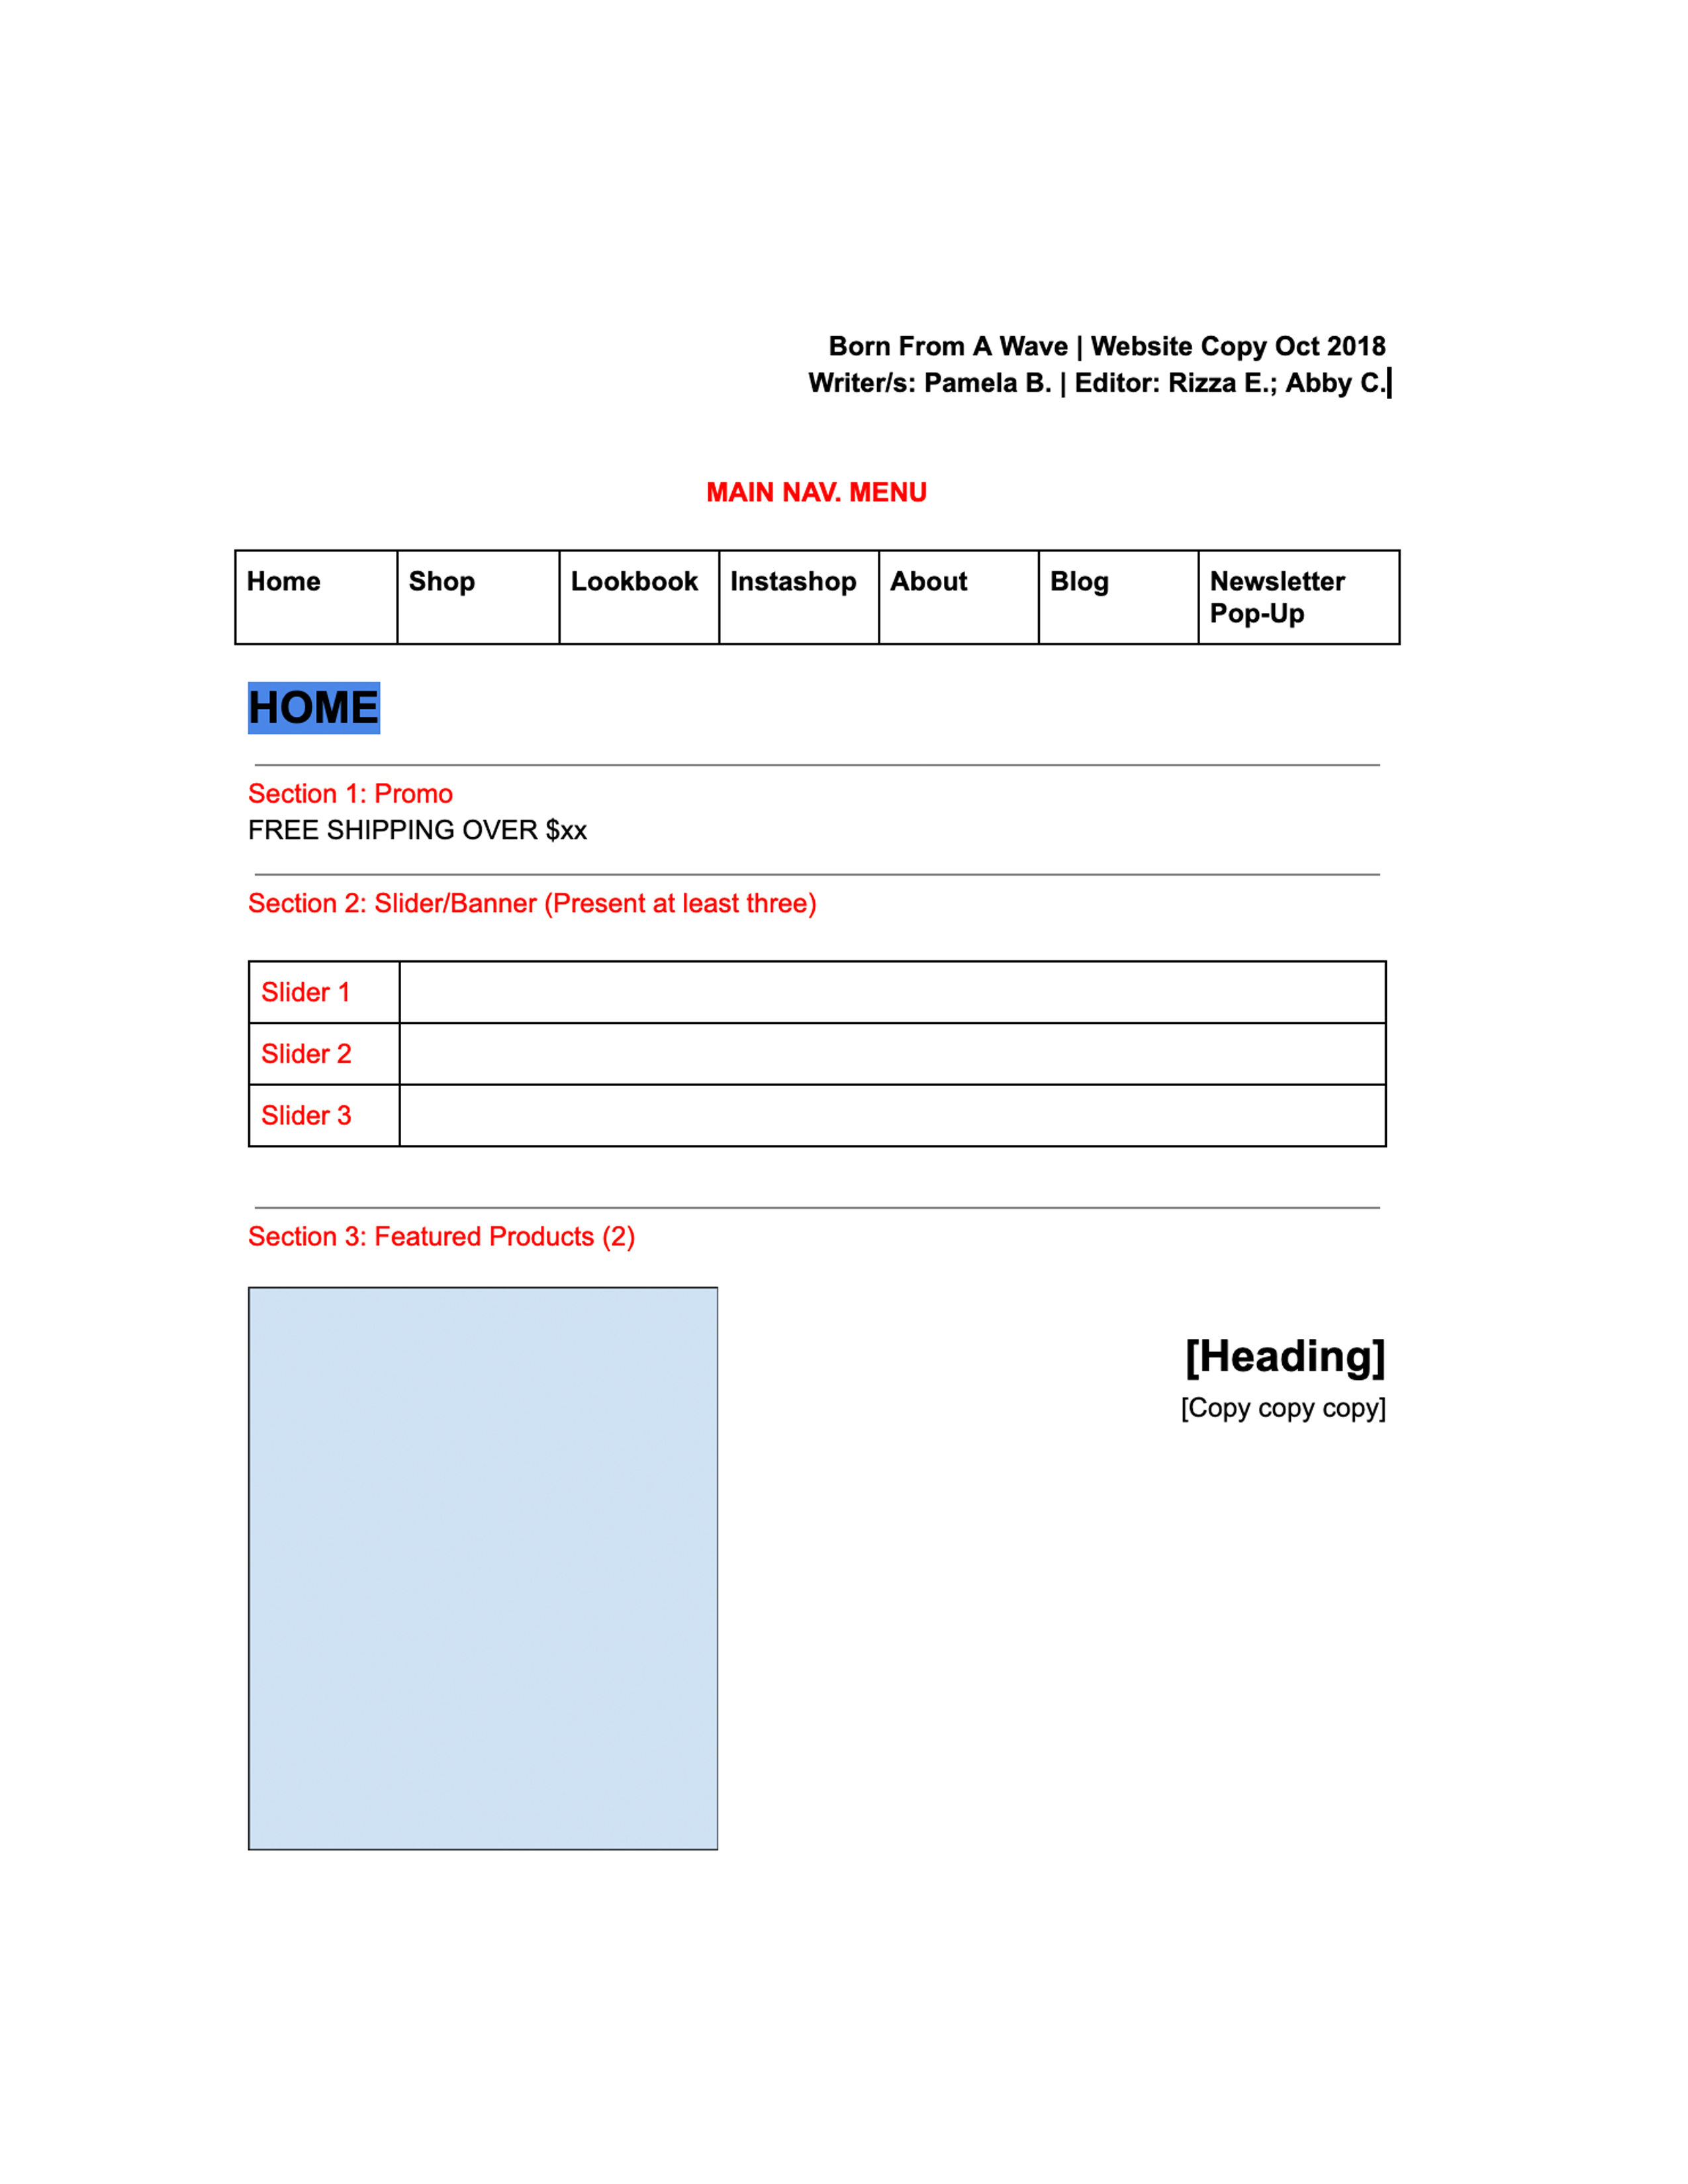 Born From A Wave | Website Copy Oct 2018
Writer/s: Pamela B. | Editor: Rizza E.; Abby C.
MAIN NAV. MENU
Home Shop Lookbook Instashop About Blog Newsletter
Pop-Up
HOME
Section 1: Promo
FREE SHIPPING OVER $xx
Section 2: Slider/Banner (Present at least three)
Slider 1
Slider 2
Slider 3
Section 3: Featured Products (2)
[Heading]
[Copy copy copy]